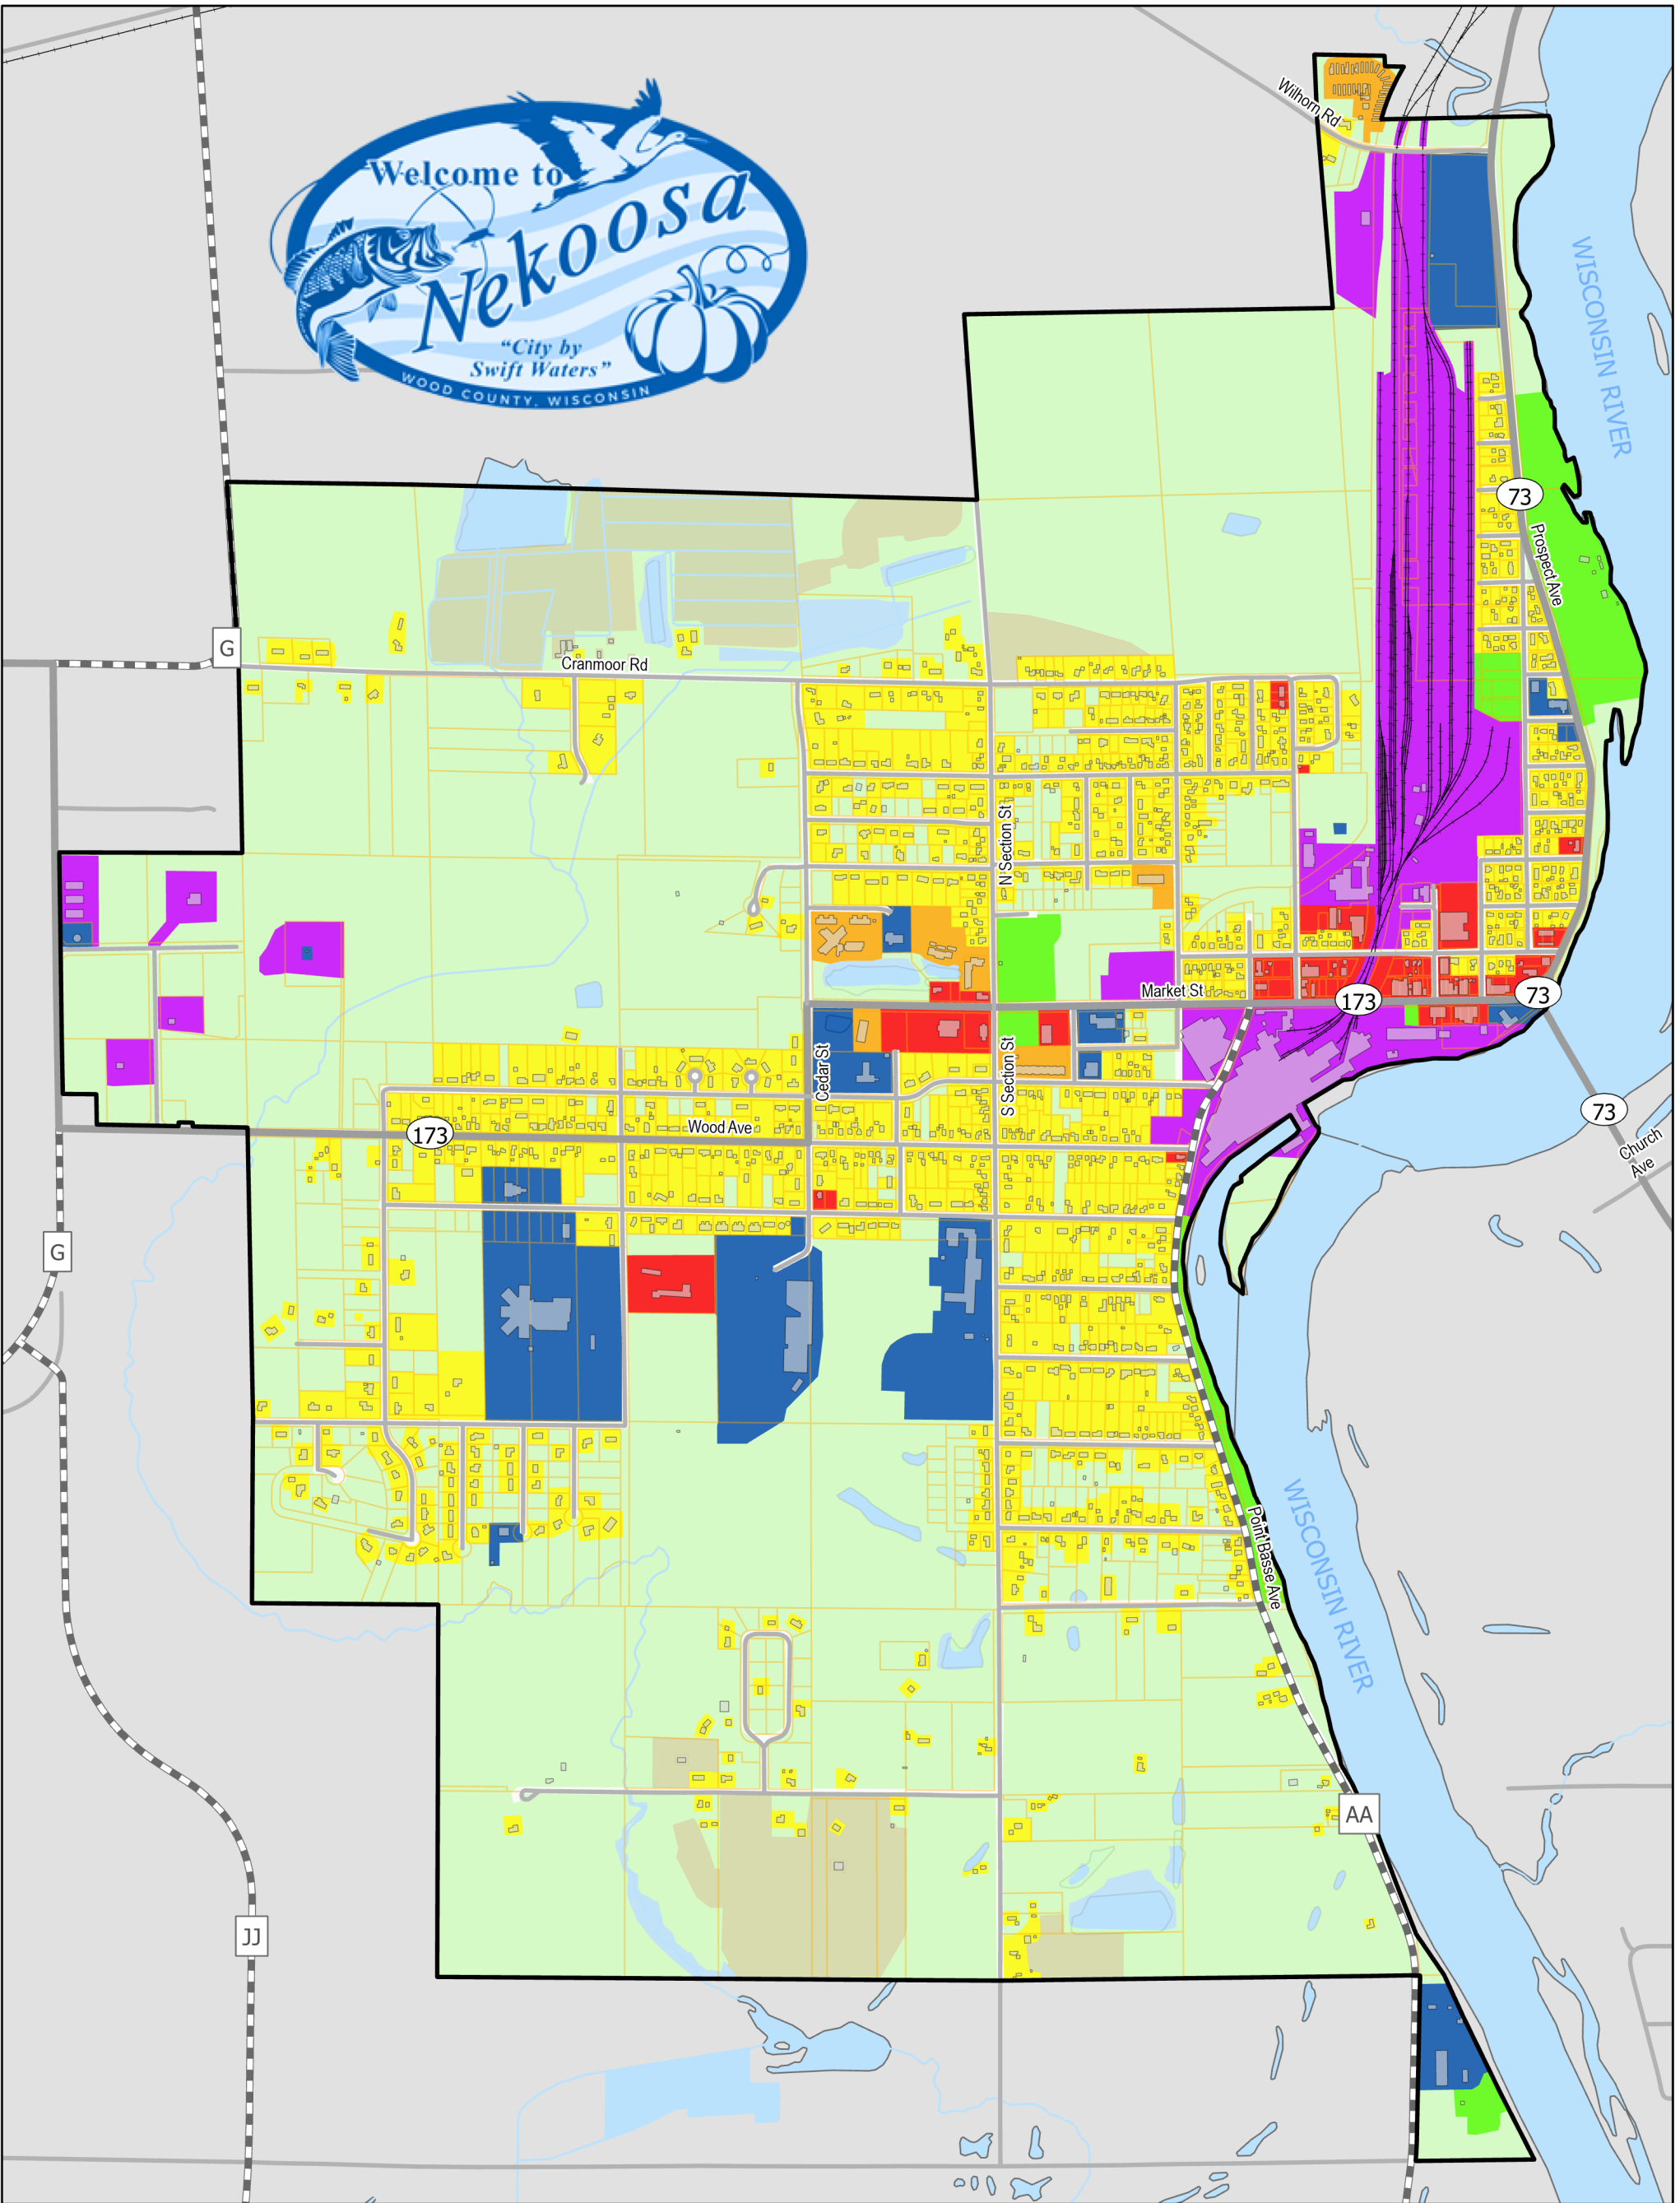 Welcome to
Nekoosa
"City by
Swift Waters"
WOOD COUNTY, WISCONSIN
Wilhorn Rd
WISCONSIN RIVER
73
Prospect Ave
G
Cranmoor Rd
N Section St
Market St
173
73
Cedar St
S Section St
73
Church
Ave
173
Wood Ave
G
WISCONSIN RIVER
Point Base Ave
AA
JJ